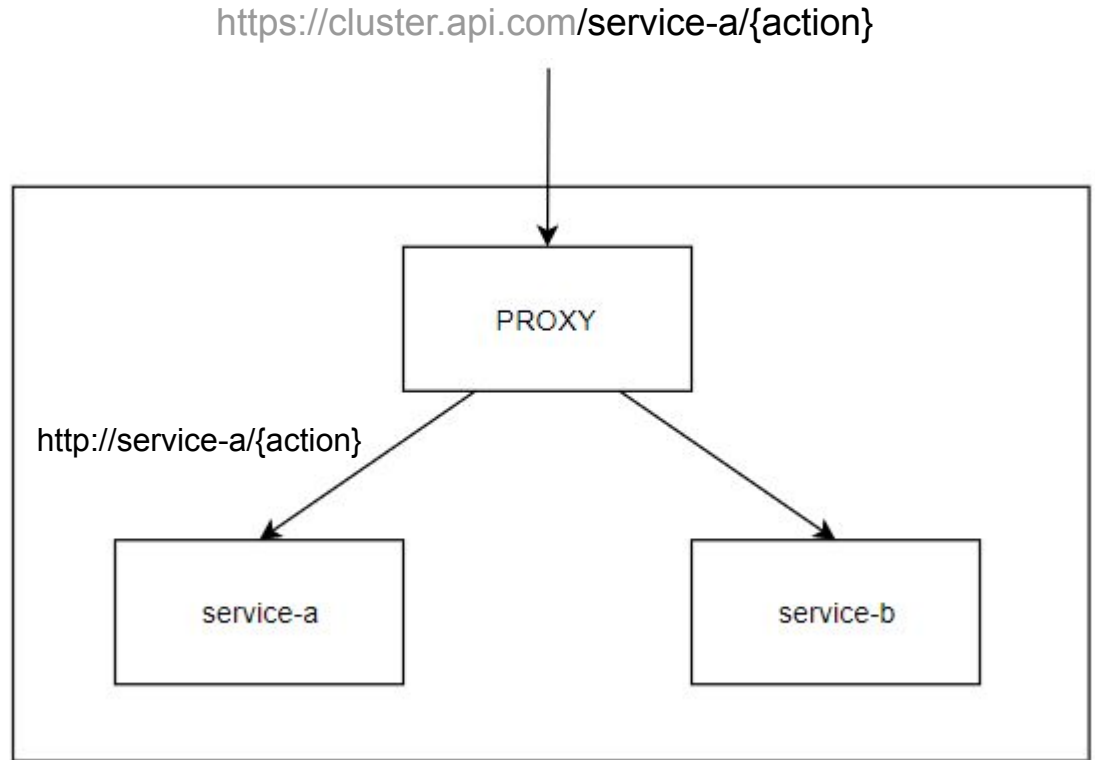 https://cluster.api.com/service-a/{action}
PROXY
http://service-a/{action}
service-a
service-b